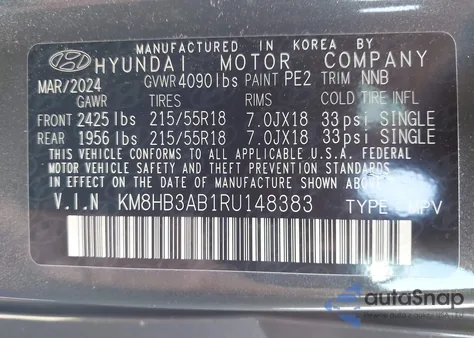 MANUFACTURED IN KOREA BY
HYUNDAI MOTOR COMPANY
MAR/2024 GVWR 4090lbs PAINT PE2 TRIM NNB
GAWR TIRES RIMS COLD TIRE INFL
FRONT 2425 lbs 215/55R18 7.0JX18 33psi SINGLE
REAR 1956 lbs 215/55R18 7.0JX18 33psi SINGLE
THIS VEHICLE CONFORMS TO ALL APPLICABLE U.S.A. FEDERAL
MOTOR VEHICLE SAFETY, BUMPER, AND THEFT PREVENTION STANDARDS
IN EFFECT ON THE DATE OF MANUFACTURE SHOWN ABOVE.
V.I.N KM8HB3AB1RU148383 TYPE MPV
autoSnap